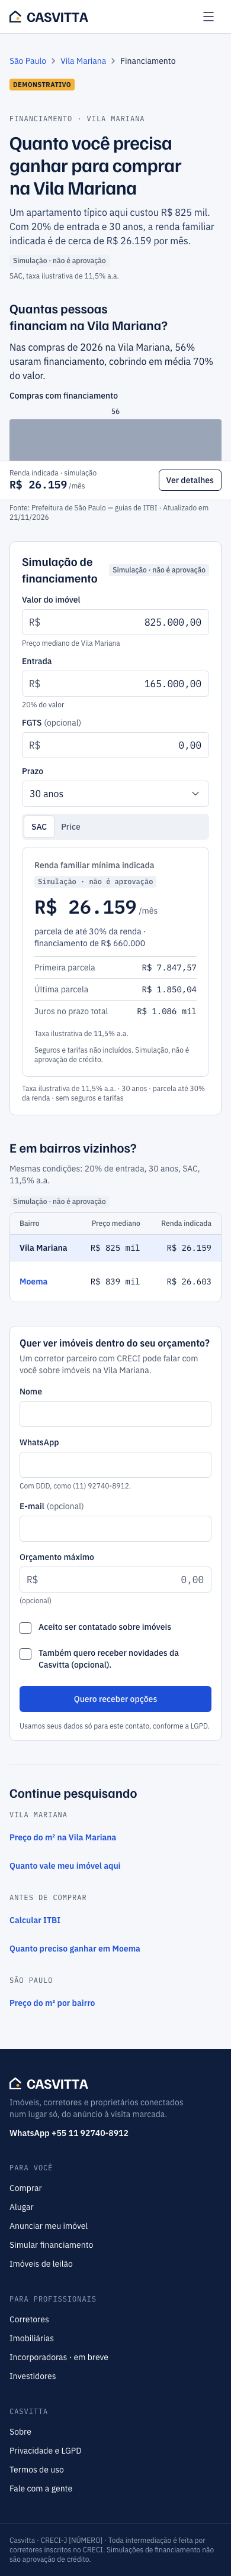 CASVITTA
São Paulo > Vila Mariana > Financiamento
DEMONSTRATIVO
FINANCIAMENTO · VILA MARIANA
Quanto você precisa
ganhar para comprar
na Vila Mariana
Um apartamento típico aqui custou R$ 825 mil.
Com 20% de entrada e 30 anos, a renda familiar
indicada é de cerca de R$ 26.159 por mês.
Simulação · não é aprovação
SAC, taxa ilustrativa de 11,5% a.a.
Quantas pessoas
financiam na Vila Mariana?
Nas compras de 2026 na Vila Mariana, 56%
usaram financiamento, cobrindo em média 70%
do valor.
Compras com financiamento
56
Renda indicada · simulação
R$ 26.159 /mês
Ver detalhes
Fonte: Prefeitura de São Paulo — guias de ITBI · Atualizado em
21/11/2026
Simulação de
financiamento
Simulação · não é aprovação
Valor do imóvel
R$ 825.000,00
Preço mediano de Vila Mariana
Entrada
R$ 165.000,00
20% do valor
FGTS (opcional)
R$ 0,00
Prazo
30 anos
SAC Price
Renda familiar mínima indicada
Simulação · não é aprovação
R$ 26.159 /mês
parcela de até 30% da renda ·
financiamento de R$ 660.000
Primeira parcela R$ 7.847,57
Última parcela R$ 1.850,04
Juros no prazo total R$ 1.086 mil
Taxa ilustrativa de 11,5% a.a.
Seguros e tarifas não incluídos. Simulação, não é
aprovação de crédito.
Taxa ilustrativa de 11,5% a.a. · 30 anos · parcela até 30%
da renda · sem seguros e tarifas
E em bairros vizinhos?
Mesmas condições: 20% de entrada, 30 anos, SAC,
11,5% a.a.
Simulação · não é aprovação
Bairro Preço mediano Renda indicada
Vila Mariana R$ 825 mil R$ 26.159
Moema R$ 839 mil R$ 26.603
Quer ver imóveis dentro do seu orçamento?
Um corretor parceiro com CRECI pode falar com
você sobre imóveis na Vila Mariana.
Nome
WhatsApp
Com DDD, como (11) 92740-8912.
E-mail (opcional)
Orçamento máximo
R$ 0,00
(opcional)
Aceito ser contatado sobre imóveis
Também quero receber novidades da
Casvitta (opcional).
Quero receber opções
Usamos seus dados só para este contato, conforme a LGPD.
Continue pesquisando
VILA MARIANA
Preço do m² na Vila Mariana
Quanto vale meu imóvel aqui
ANTES DE COMPRAR
Calcular ITBI
Quanto preciso ganhar em Moema
SÃO PAULO
Preço do m² por bairro
CASVITTA
Imóveis, corretores e proprietários conectados
num lugar só, do anúncio à visita marcada.
WhatsApp +55 11 92740-8912
PARA VOCÊ
Comprar
Alugar
Anunciar meu imóvel
Simular financiamento
Imóveis de leilão
PARA PROFISSIONAIS
Corretores
Imobiliárias
Incorporadoras · em breve
Investidores
CASVITTA
Sobre
Privacidade e LGPD
Termos de uso
Fale com a gente
Casvitta · CRECI-J [NÚMERO] · Toda intermediação é feita por
corretores inscritos no CRECI. Simulações de financiamento não
são aprovação de crédito.